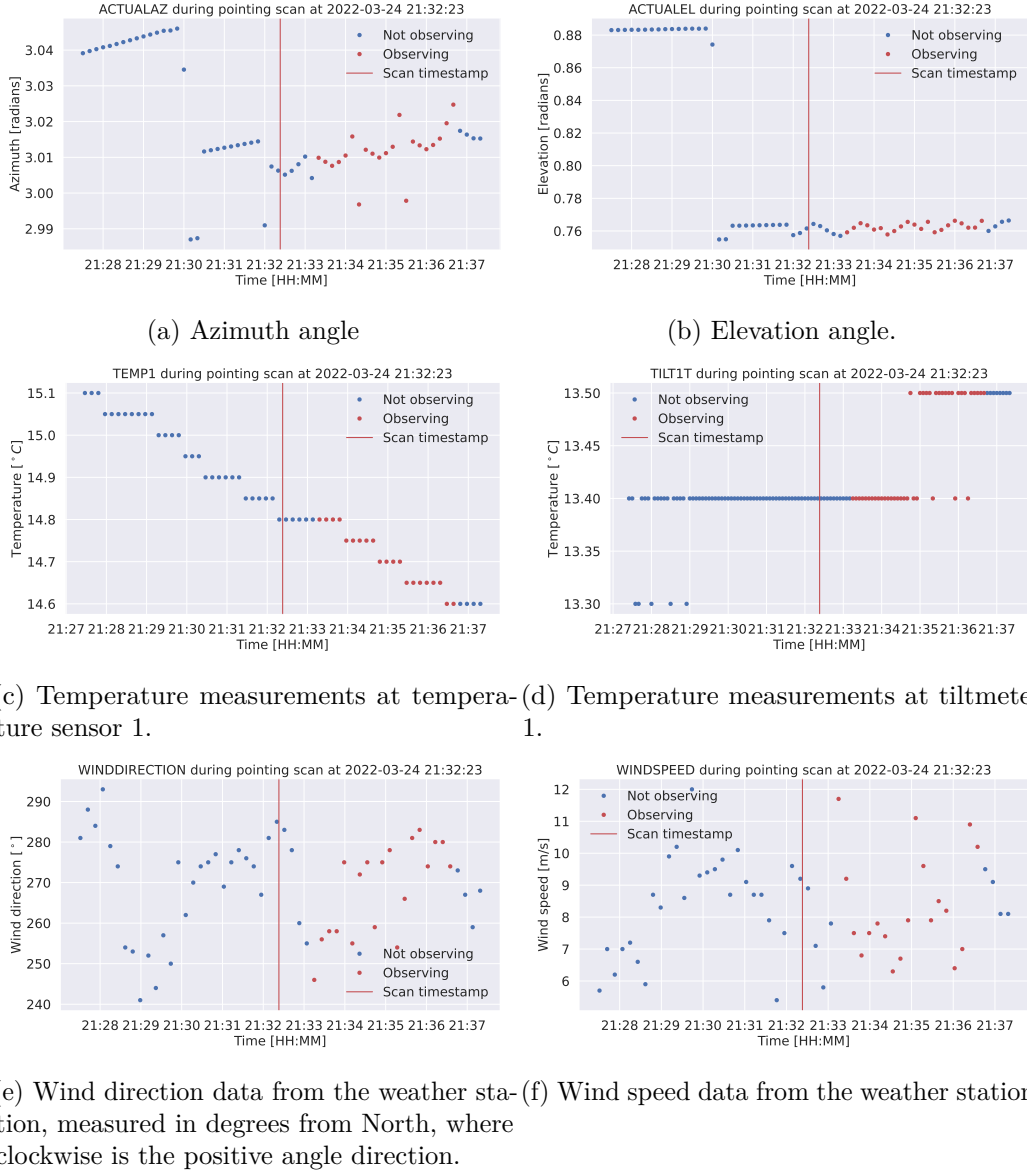 ACTUALAZ during pointing scan at 2022-03-24 21:32:23
Azimuth [radians]
3.04
3.03
3.02
3.01
3.00
2.99
Not observing
Observing
Scan timestamp
21:28 21:29 21:30 21:31 21:32 21:33 21:34 21:35 21:36 21:37
Time [HH:MM]
(a) Azimuth angle
ACTUALEL during pointing scan at 2022-03-24 21:32:23
Elevation [radians]
0.88
0.86
0.84
0.82
0.80
0.78
0.76
Not observing
Observing
Scan timestamp
21:28 21:29 21:30 21:31 21:32 21:33 21:34 21:35 21:36 21:37
Time [HH:MM]
(b) Elevation angle.
TEMP1 during pointing scan at 2022-03-24 21:32:23
Temperature [°C]
15.1
15.0
14.9
14.8
14.7
14.6
Not observing
Observing
Scan timestamp
21:27 21:28 21:29 21:30 21:31 21:32 21:33 21:34 21:35 21:36 21:37
Time [HH:MM]
(c) Temperature measurements at tempera-
ture sensor 1.
TILT1T during pointing scan at 2022-03-24 21:32:23
Temperature [°C]
13.50
13.45
13.40
13.35
13.30
Not observing
Observing
Scan timestamp
21:27 21:28 21:29 21:30 21:31 21:32 21:33 21:34 21:35 21:36 21:37
Time [HH:MM]
(d) Temperature measurements at tiltmete
1.
WINDDIRECTION during pointing scan at 2022-03-24 21:32:23
Wind direction [°]
290
280
270
260
250
240
Not observing
Observing
Scan timestamp
21:28 21:29 21:30 21:31 21:32 21:33 21:34 21:35 21:36 21:37
Time [HH:MM]
(e) Wind direction data from the weather sta-
tion, measured in degrees from North, where
clockwise is the positive angle direction.
WINDSPEED during pointing scan at 2022-03-24 21:32:23
Wind speed [m/s]
12
11
10
9
8
7
6
Not observing
Observing
Scan timestamp
21:28 21:29 21:30 21:31 21:32 21:33 21:34 21:35 21:36 21:37
Time [HH:MM]
(f) Wind speed data from the weather station